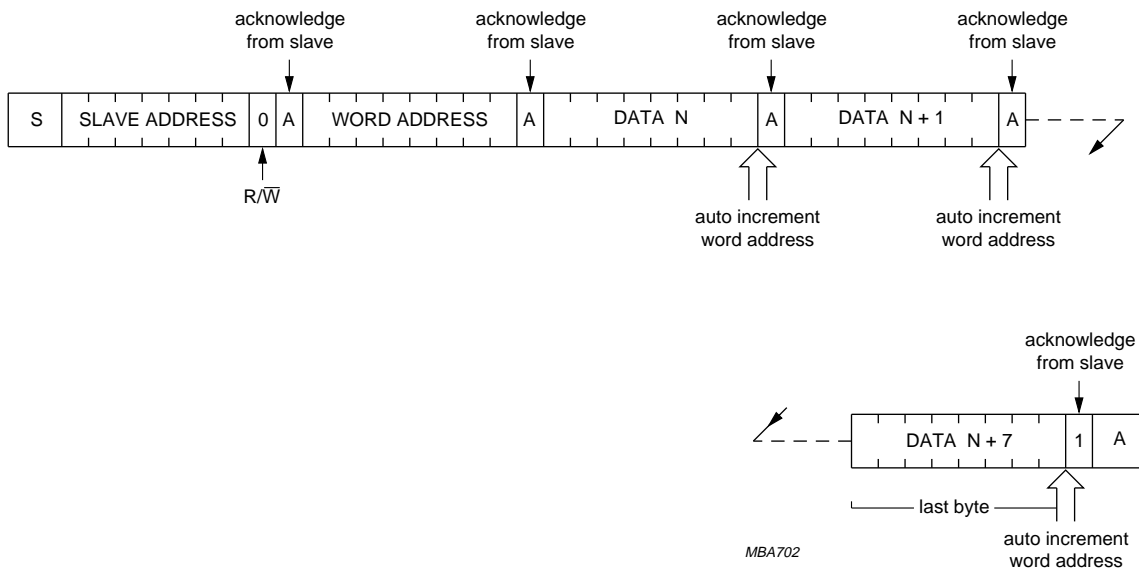 acknowledge
from slave
acknowledge
from slave
acknowledge
from slave
acknowledge
from slave
S SLAVE ADDRESS 0 A WORD ADDRESS A DATA N A DATA N + 1 A
R/W̅
auto increment
word address
auto increment
word address
acknowledge
from slave
DATA N + 7 1 A
last byte
auto increment
word address
MBA702